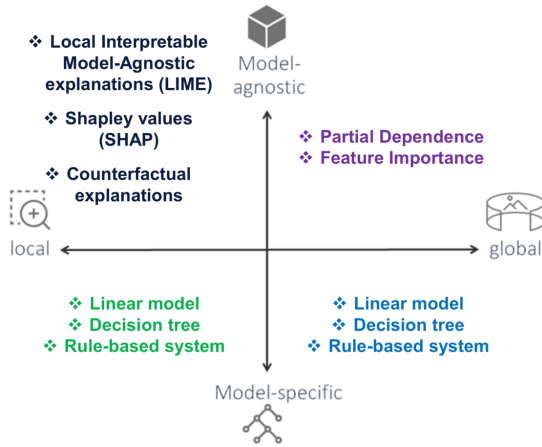 ❖ Local Interpretable
Model-Agnostic
explanations (LIME)
❖ Shapley values
(SHAP)
❖ Counterfactual
explanations
Model-
agnostic
❖ Partial Dependence
❖ Feature Importance
local
global
❖ Linear model
❖ Decision tree
❖ Rule-based system
❖ Linear model
❖ Decision tree
❖ Rule-based system
Model-specific